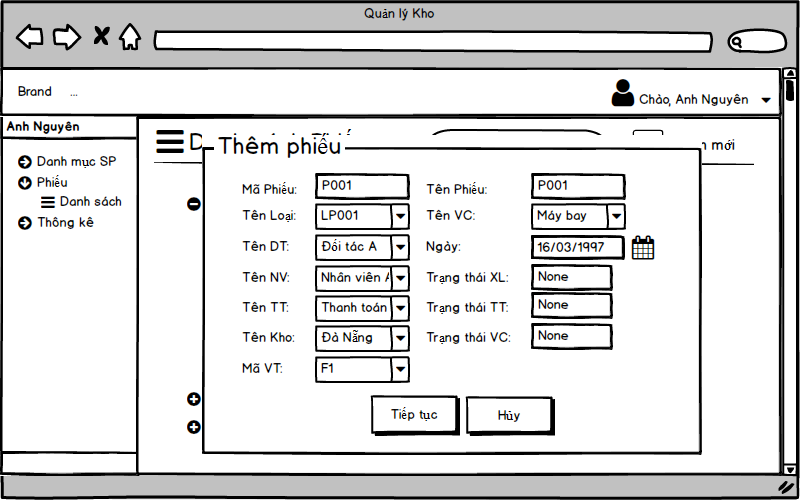 Quản lý Kho
Brand ...
Chào, Anh Nguyên
Anh Nguyên
Danh mục SP
Phiếu
Danh sách
Thông kê
mới
Thêm phiếu
Mã Phiếu: P001 Tên Phiếu: P001
Tên Loại: LP001 Tên VC: Máy bay
Tên DT: Đối tác A Ngày: 16/03/1997
Tên NV: Nhân viên A Trạng thái XL: None
Tên TT: Thanh toán Trạng thái TT: None
Tên Kho: Đà Nẵng Trạng thái VC: None
Mã VT: F1
Tiếp tục Hủy